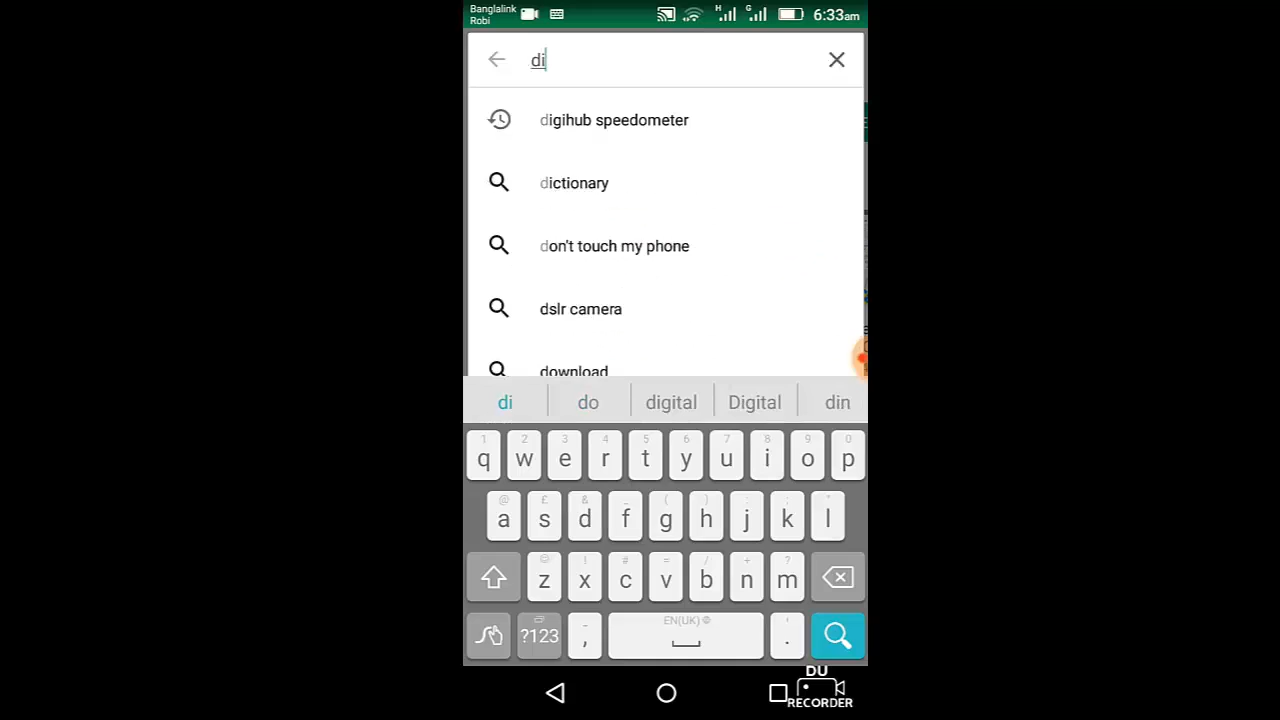 Banglalink
Robi
H
G
6:33am
di
digihub speedometer
dictionary
don't touch my phone
dslr camera
download
di do digital Digital din
1 2 3 4 5 6 7 8 9 0
q w e r t y u i o p
@ £ & _ ( ) : ; "
a s d f g h j k l
! # = / + ?
z x c v b n m
EN(UK)
?123 , .
DU
RECORDER